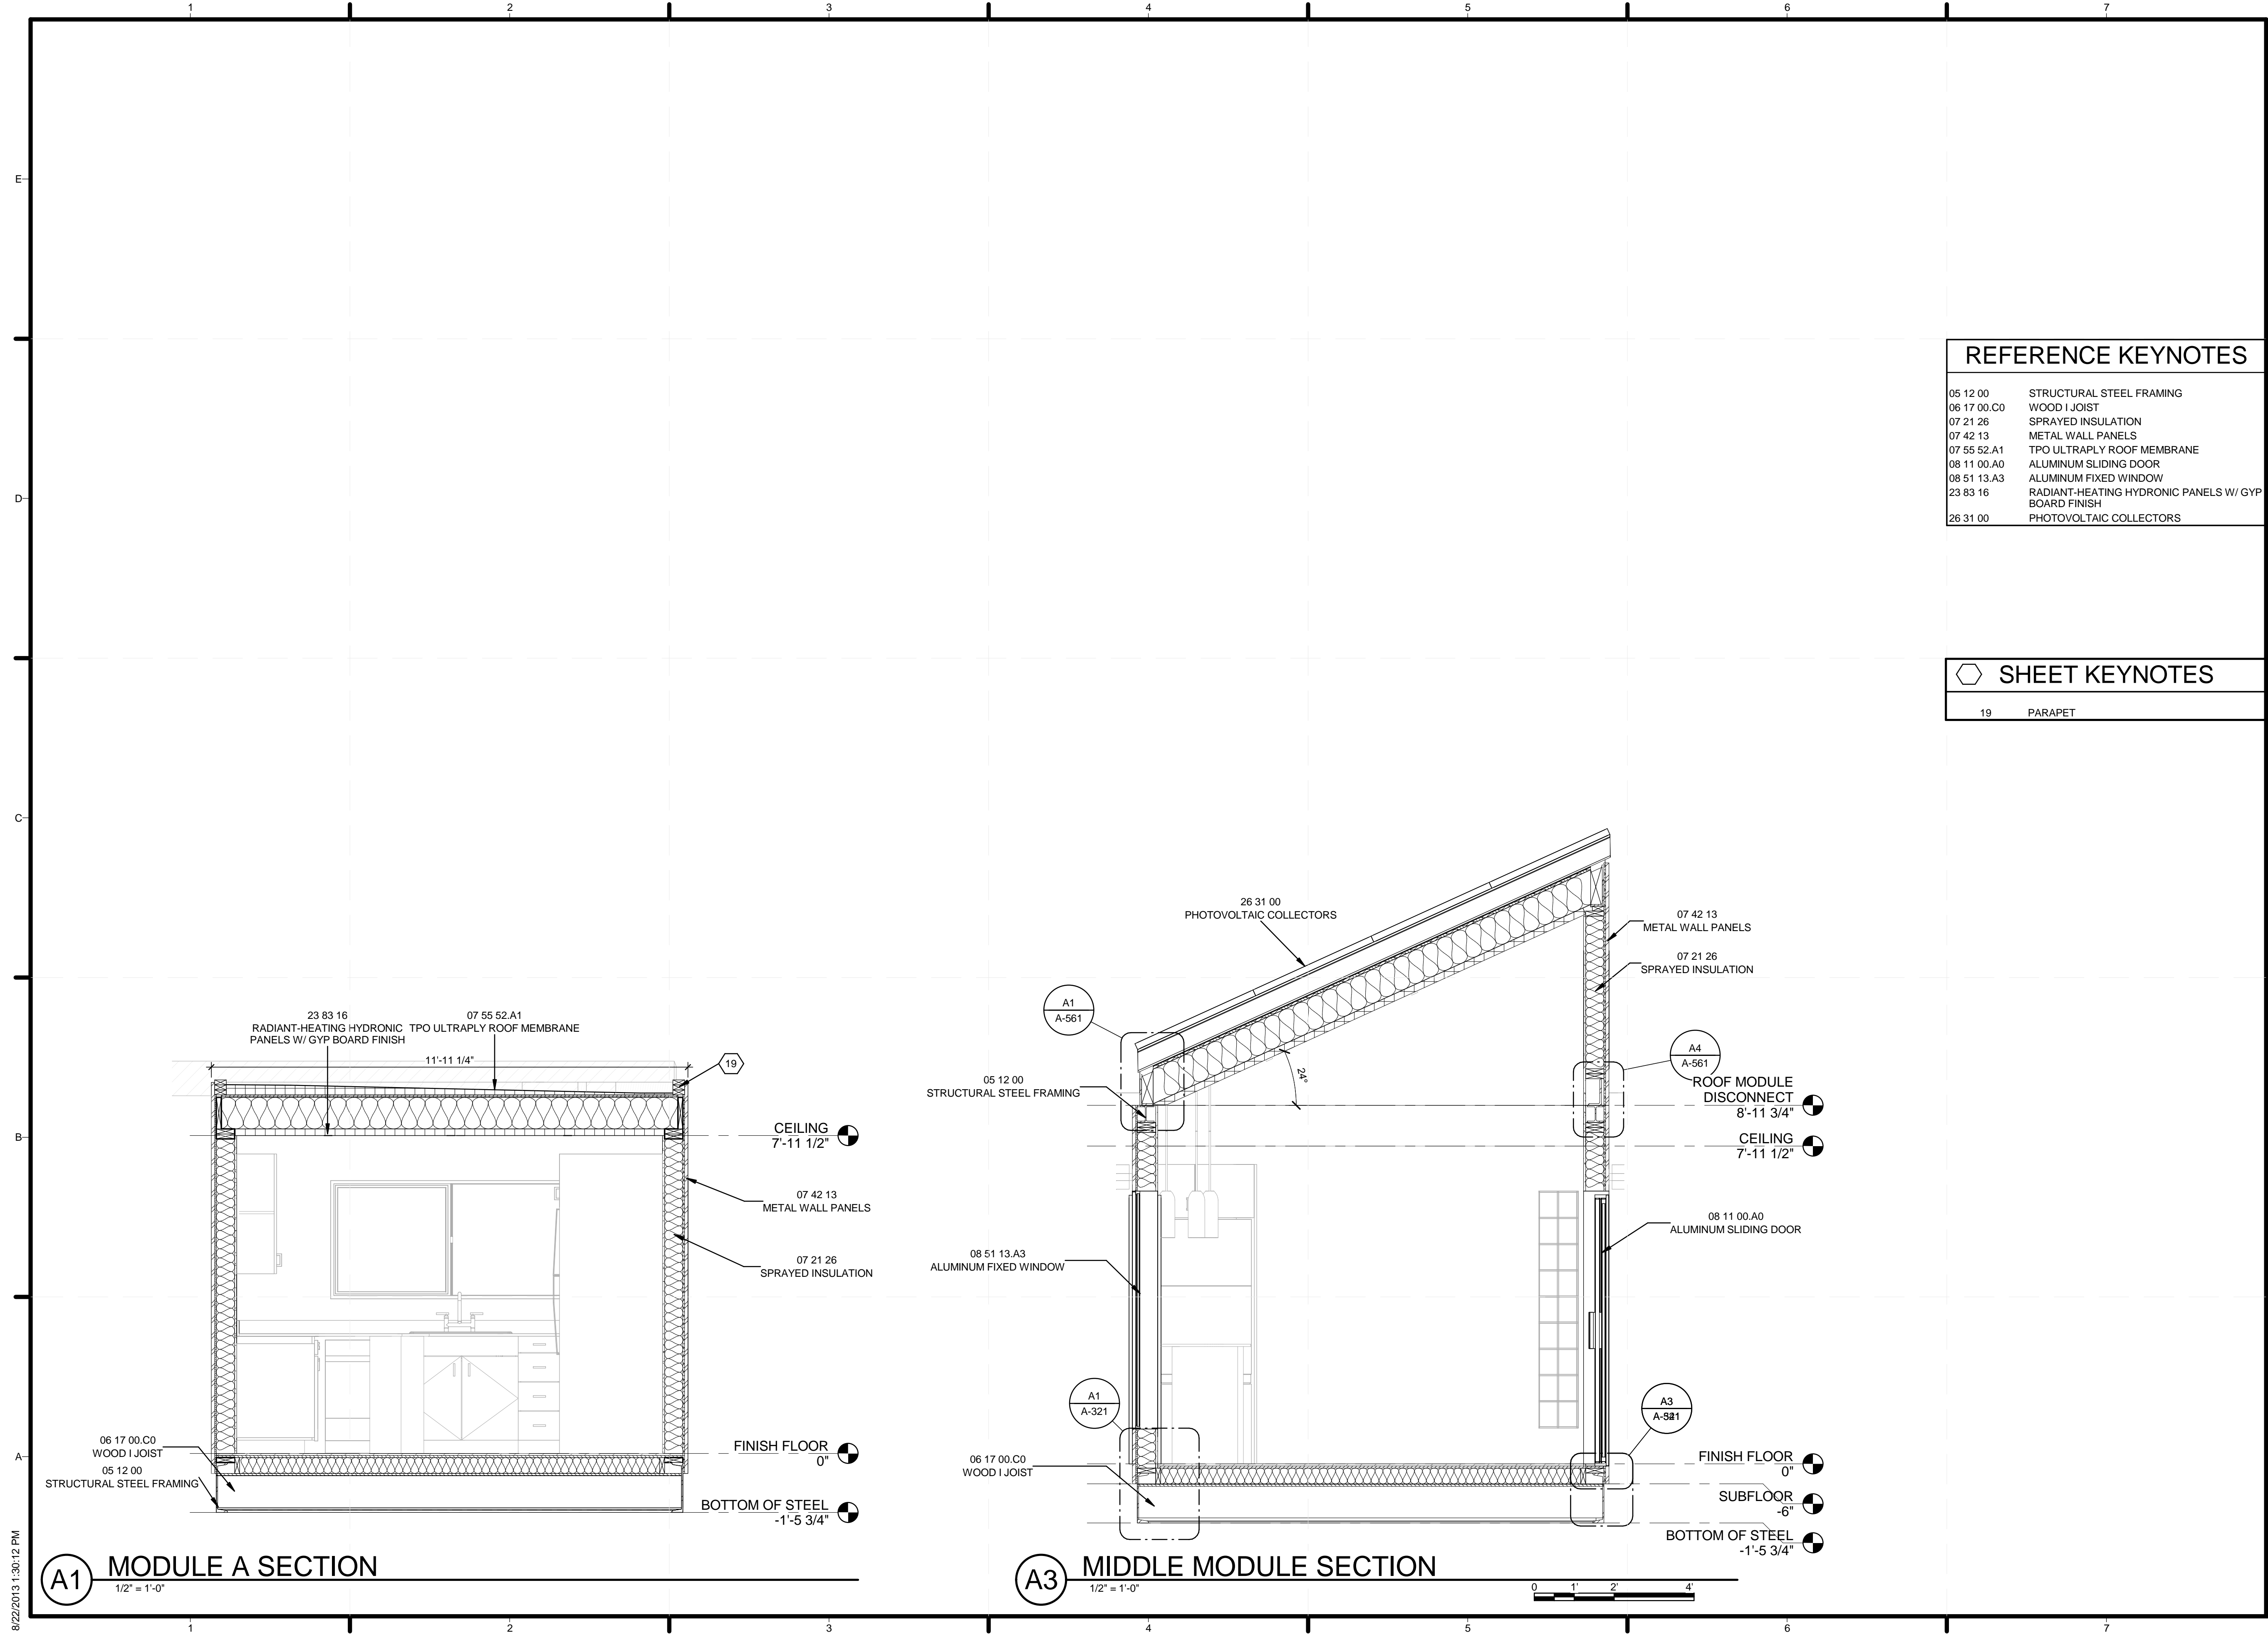 1 2 3 4 5 6 7
E
D
C
B
A
REFERENCE KEYNOTES
05 12 00 STRUCTURAL STEEL FRAMING
06 17 00.C0 WOOD I JOIST
07 21 26 SPRAYED INSULATION
07 42 13 METAL WALL PANELS
07 55 52.A1 TPO ULTRAPLY ROOF MEMBRANE
08 11 00.A0 ALUMINUM SLIDING DOOR
08 51 13.A3 ALUMINUM FIXED WINDOW
23 83 16 RADIANT-HEATING HYDRONIC PANELS W/ GYP
BOARD FINISH
26 31 00 PHOTOVOLTAIC COLLECTORS
SHEET KEYNOTES
19 PARAPET
23 83 16
RADIANT-HEATING HYDRONIC
PANELS W/ GYP BOARD FINISH
07 55 52.A1
TPO ULTRAPLY ROOF MEMBRANE
11'-11 1/4"
19
CEILING
7'-11 1/2"
07 42 13
METAL WALL PANELS
07 21 26
SPRAYED INSULATION
06 17 00.C0
WOOD I JOIST
05 12 00
STRUCTURAL STEEL FRAMING
FINISH FLOOR
0"
BOTTOM OF STEEL
-1'-5 3/4"
A1
MODULE A SECTION
1/2" = 1'-0"
26 31 00
PHOTOVOLTAIC COLLECTORS
07 42 13
METAL WALL PANELS
07 21 26
SPRAYED INSULATION
A1
A-561
A4
A-561
05 12 00
STRUCTURAL STEEL FRAMING
24°
ROOF MODULE
DISCONNECT
8'-11 3/4"
CEILING
7'-11 1/2"
08 11 00.A0
ALUMINUM SLIDING DOOR
08 51 13.A3
ALUMINUM FIXED WINDOW
A1
A-321
A3
06 17 00.C0
WOOD I JOIST
FINISH FLOOR
0"
SUBFLOOR
-6"
BOTTOM OF STEEL
-1'-5 3/4"
A3
MIDDLE MODULE SECTION
1/2" = 1'-0"
0 1' 2' 4'
8/22/2013 1:30:12 PM
1 2 3 4 5 6 7